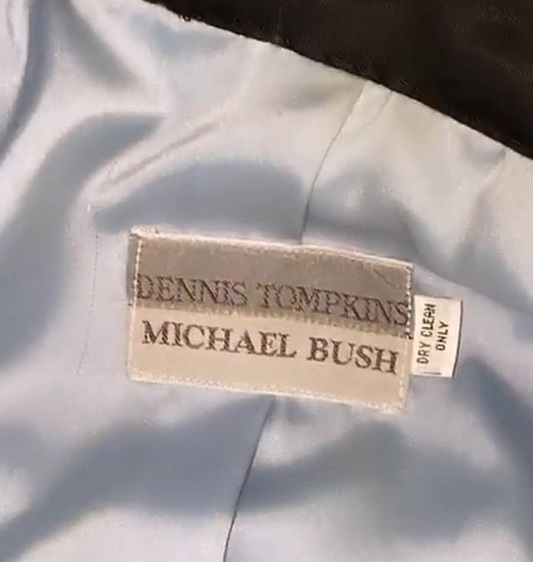 DENNIS TOMPKINS
MICHAEL BUSH
DRY CLEAN
ONLY